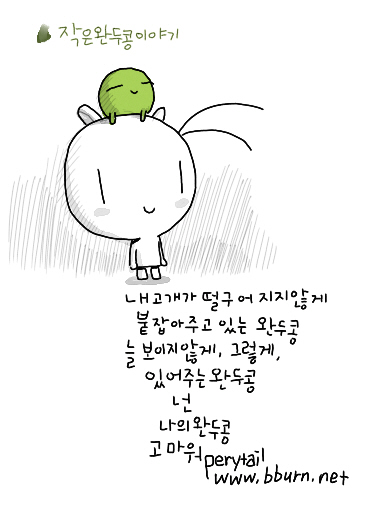 작은완두콩이야기
내고개가 떨구어 지지않게
붙잡아주고 있는 완두콩
늘 보이지않게, 그렇게,
있어주는완두콩
넌
나의완두콩
고마워
perytail
www.bburn.net